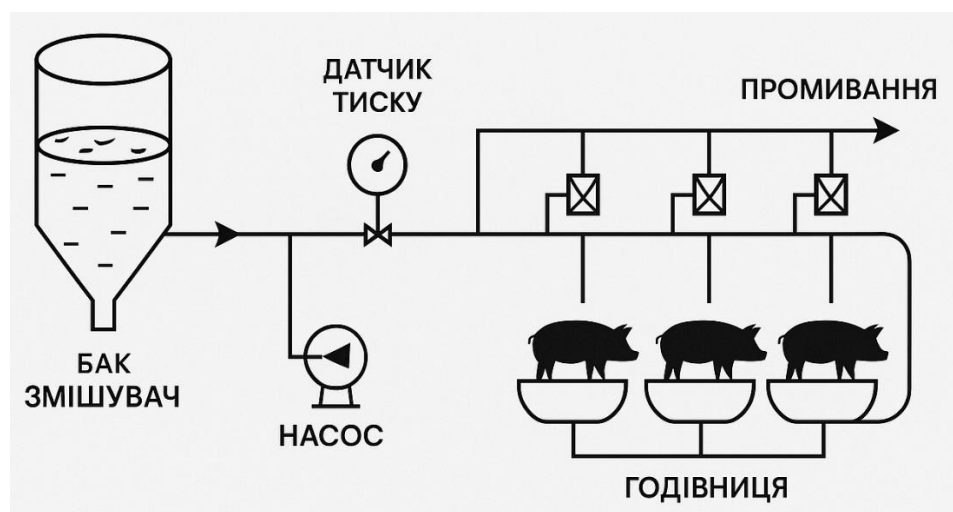 ДАТЧИК
ТИСКУ
ПРОМИВАННЯ
БАК
ЗМІШУВАЧ
НАСОС
ГОДІВНИЦЯ